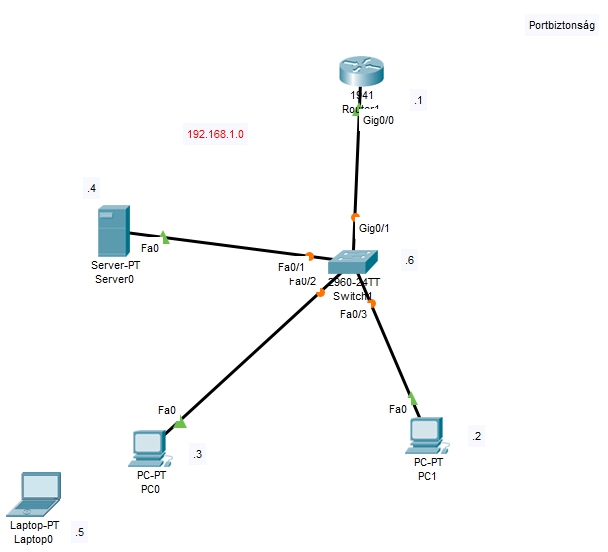 Portbiztonság
1941
Router1
.1
Gig0/0
192.168.1.0
.4
Gig0/1
Fa0
.6
Server-PT
Server0
Fa0/1
Fa0/2
2960-24TT
Switch1
Fa0/3
Fa0
Fa0
.3
.2
PC-PT
PC0
PC-PT
PC1
Laptop-PT
Laptop0
.5